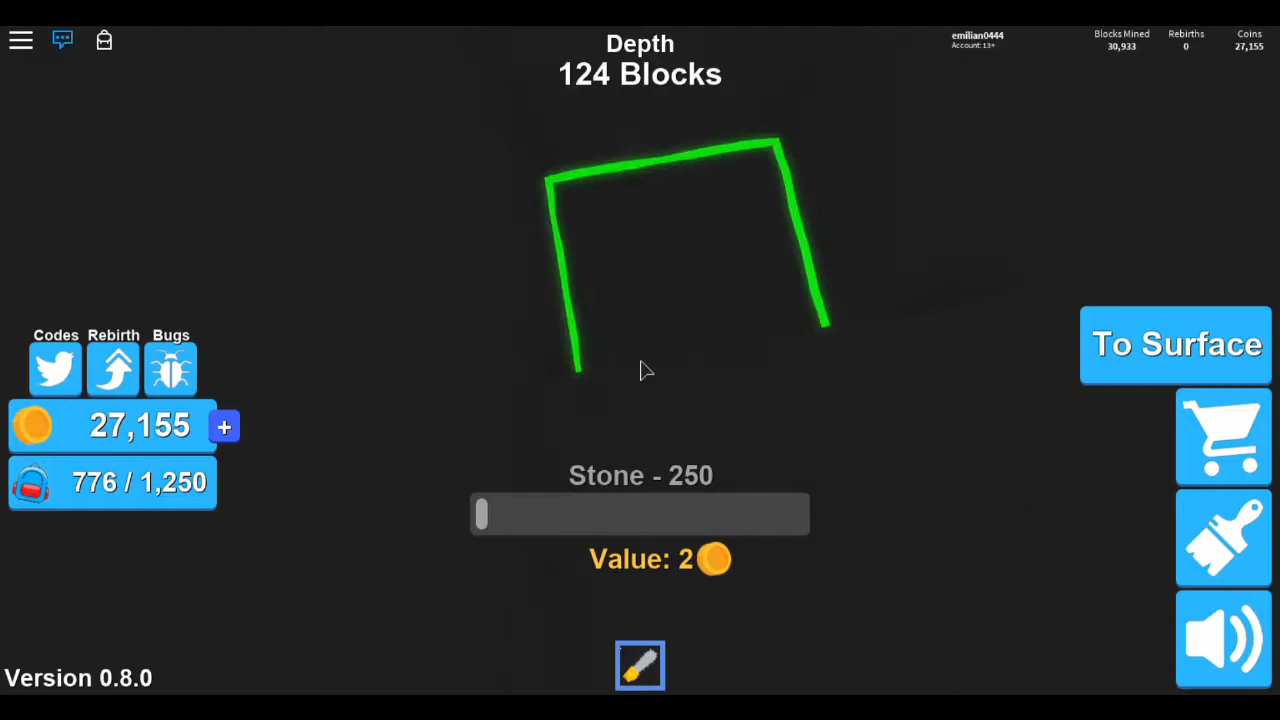 Depth
124 Blocks
emilian0444
Account: 13+
Blocks Mined
30,933
Rebirths
0
Coins
27,155
Codes
Rebirth
Bugs
27,155
+
776 / 1,250
To Surface
Stone - 250
Value: 2
Version 0.8.0